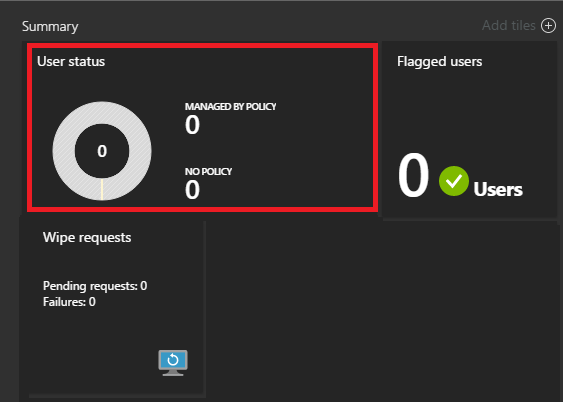 Summary
Add tiles
User status
Flagged users
0
MANAGED BY POLICY
0
NO POLICY
0
0 Users
Wipe requests
Pending requests: 0
Failures: 0